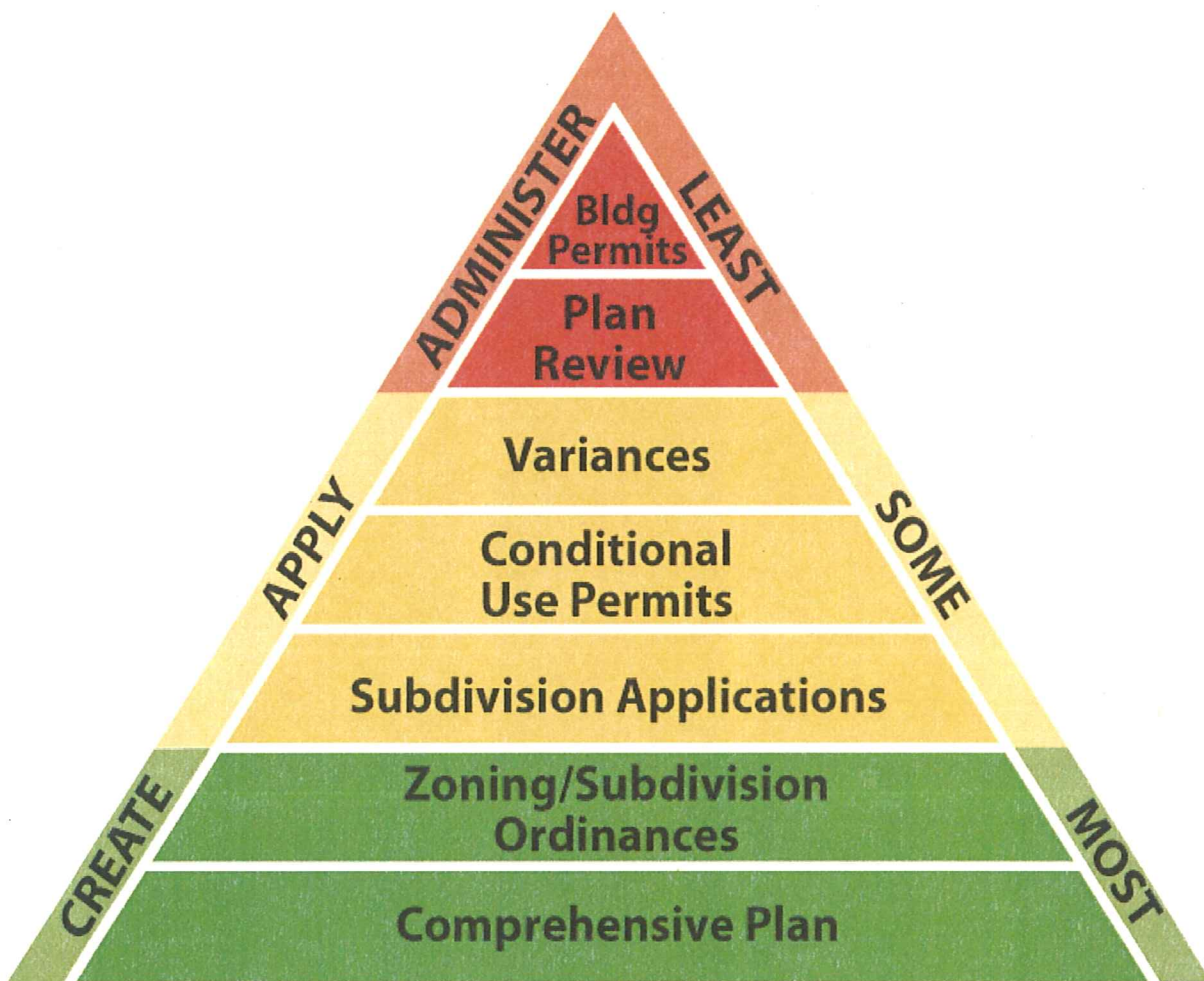 ADMINISTER
LEAST
Bldg
Permits
Plan
Review
APPLY
SOME
Variances
Conditional
Use Permits
Subdivision Applications
CREATE
MOST
Zoning/Subdivision
Ordinances
Comprehensive Plan